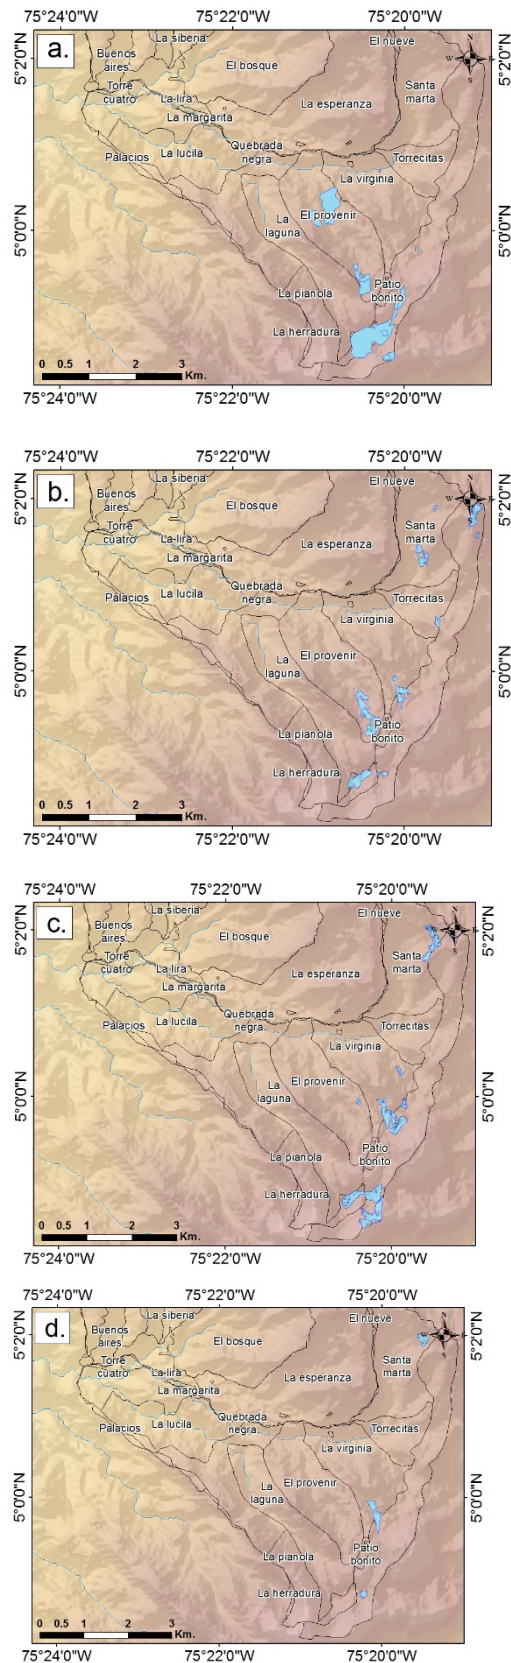 75°24'0"W 75°22'0"W 75°20'0"W
a.
La siberia
El nueve
N
W
S
5°2'0"N
5°2'0"N
Buenos
aires
El bosque
Torre
cuatro
La lira
La esperanza
Santa
marta
La margarita
Palacios
La lucila
Quebrada
negra
Torrecitas
La virginia
La
laguna
El provenir
5°0'0"N
5°0'0"N
La pianola
Patio
bonito
La herradura
0 0.5 1 2 3
Km.
75°24'0"W 75°22'0"W 75°20'0"W
75°24'0"W 75°22'0"W 75°20'0"W
b.
La siberia
El nueve
N
W
S
5°2'0"N
5°2'0"N
Buenos
aires
El bosque
Torre
cuatro
La lira
La esperanza
Santa
marta
La margarita
Palacios
La lucila
Quebrada
negra
Torrecitas
La virginia
La
laguna
El provenir
5°0'0"N
5°0'0"N
La pianola
Patio
bonito
La herradura
0 0.5 1 2 3
Km.
75°24'0"W 75°22'0"W 75°20'0"W
75°24'0"W 75°22'0"W 75°20'0"W
c.
La siberia
El nueve
N
W
S
5°2'0"N
5°2'0"N
Buenos
aires
El bosque
Torre
cuatro
La lira
La esperanza
Santa
marta
La margarita
Palacios
La lucila
Quebrada
negra
Torrecitas
La virginia
La
laguna
El provenir
5°0'0"N
5°0'0"N
La pianola
Patio
bonito
La herradura
0 0.5 1 2 3
Km.
75°24'0"W 75°22'0"W 75°20'0"W
75°24'0"W 75°22'0"W 75°20'0"W
d.
La siberia
El nueve
N
W
S
5°2'0"N
5°2'0"N
Buenos
aires
El bosque
Torre
cuatro
La lira
La esperanza
Santa
marta
La margarita
Palacios
La lucila
Quebrada
negra
Torrecitas
La virginia
La
laguna
El provenir
5°0'0"N
5°0'0"N
La pianola
Patio
bonito
La herradura
0 0.5 1 2 3
Km.
75°24'0"W 75°22'0"W 75°20'0"W